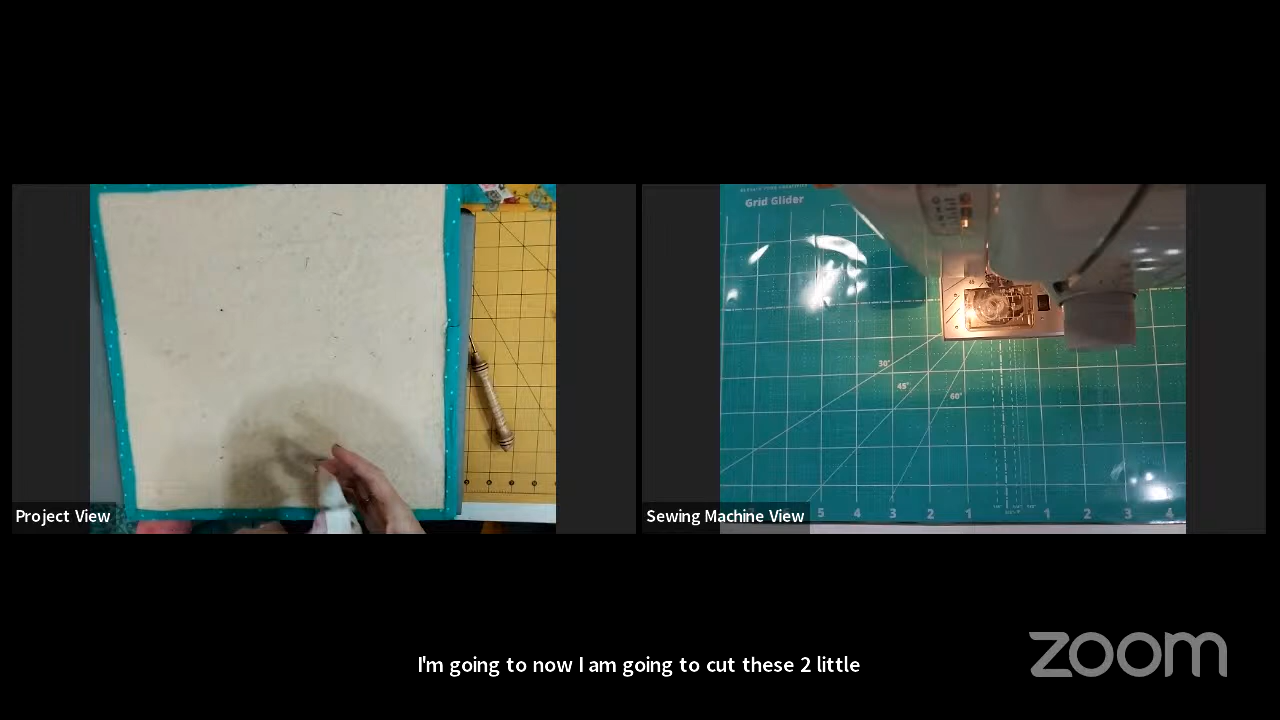 Grid Glider
30°
45°
60°
Project View
Sewing Machine View
5 4 3 2 1 1 2 3 4
I'm going to now I am going to cut these 2 little
zoom